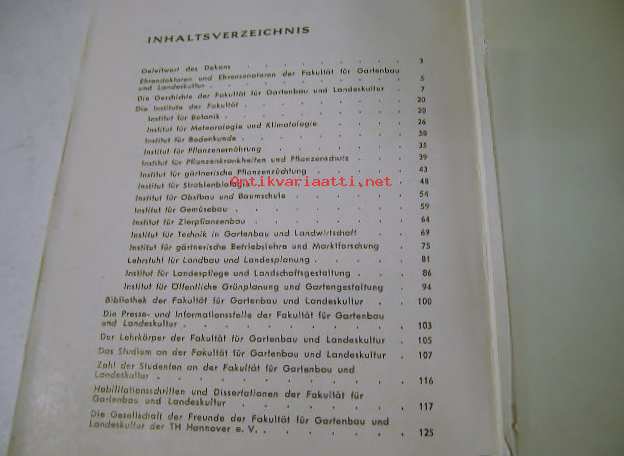 INHALTSVERZEICHNIS
Geleitwort des Dekans . . . . . . . . . 3
Ehrendoktoren und Ehrensenatoren der Fakultät für Gartenbau
und Landeskultur . . . . . . . . . 5
Die Geschichte der Fakultät für Gartenbau und Landeskultur . 7
Die Institute der Fakultät . . . . . . . . . 20
Institut für Botanik . . . . . . . . . 20
Institut für Meteorologie und Klimatologie . . . . 26
Institut für Bodenkunde . . . . . . . . 30
Institut für Pflanzenernährung . . . . . . . 35
Institut für Pflanzenkrankheiten und Pflanzenschutz . . . 39
Institut für gärtnerische Pflanzenzüchtung . . . . 43
Institut für Strahlenbiologie . . . . . . . 48
Antikvariaatti.net
Institut für Obstbau und Baumschule . . . . . 54
Institut für Gemüsebau . . . . . . . . 59
Institut für Zierpflanzenbau . . . . . . . 64
Institut für Technik in Gartenbau und Landwirtschaft . . 69
Institut für gärtnerische Betriebslehre und Marktforschung . 75
Lehrstuhl für Landbau und Landesplanung . . . . 81
Institut für Landespflege und Landschaftsgestaltung . . 86
Institut für Öffentliche Grünplanung und Gartengestaltung . 94
Bibliothek der Fakultät für Gartenbau und Landeskultur . . 100
Die Presse- und Informationsstelle der Fakultät für Gartenbau
und Landeskultur . . . . . . . . . 103
Der Lehrkörper der Fakultät für Gartenbau und Landeskultur . 105
Das Studium an der Fakultät für Gartenbau und Landeskultur . 107
Zahl der Studenten an der Fakultät für Gartenbau und
Landeskultur . . . . . . . . . . 116
Habilitationsschriften und Dissertationen der Fakultät für
Gartenbau und Landeskultur . . . . . . . 117
Die Gesellschaft der Freunde der Fakultät für Gartenbau und
Landeskultur der TH Hannover e. V. . . . . . . 125